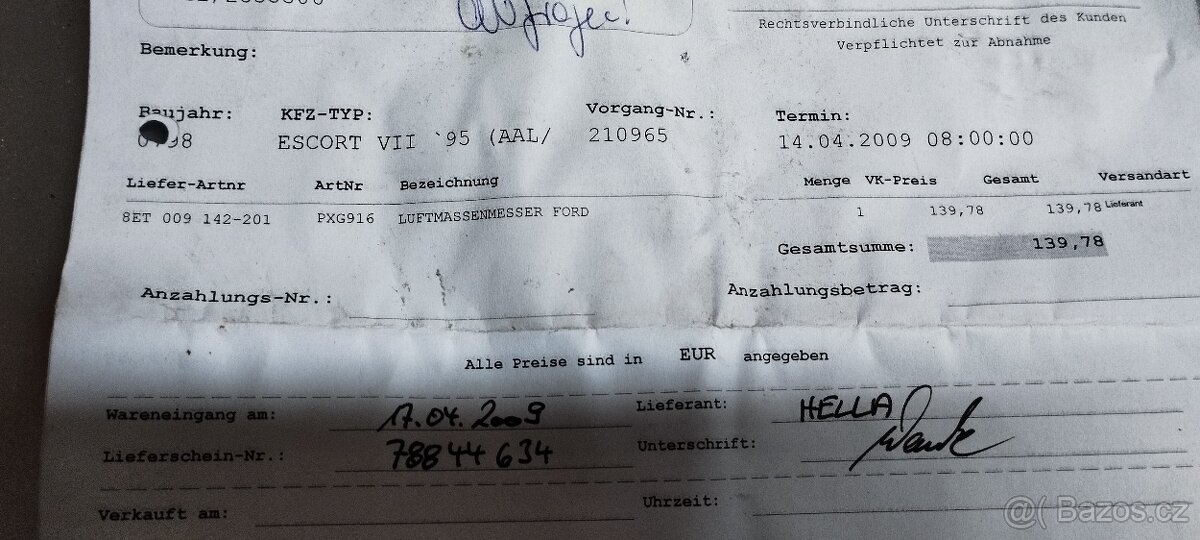 Abfragen!
Rechtsverbindliche Unterschrift des Kunden
Verpflichtet zur Abnahme
Bemerkung:
Baujahr: KFZ-TYP: Vorgang-Nr.: Termin:
98 ESCORT VII `95 (AAL/ 210965 14.04.2009 08:00:00
Liefer-Artnr ArtNr Bezeichnung Menge VK-Preis Gesamt Versandart
8ET 009 142-201 PXG916 LUFTMASSENMESSER FORD 1 139,78 139,78 Lieferant
Gesamtsumme: 139,78
Anzahlungs-Nr.: Anzahlungsbetrag:
Alle Preise sind in EUR angegeben
Wareneingang am: 17.04.2009 Lieferant: HELLA
Lieferschein-Nr.: 78844634 Unterschrift:
Verkauft am: Uhrzeit:
@( Bazos.cz